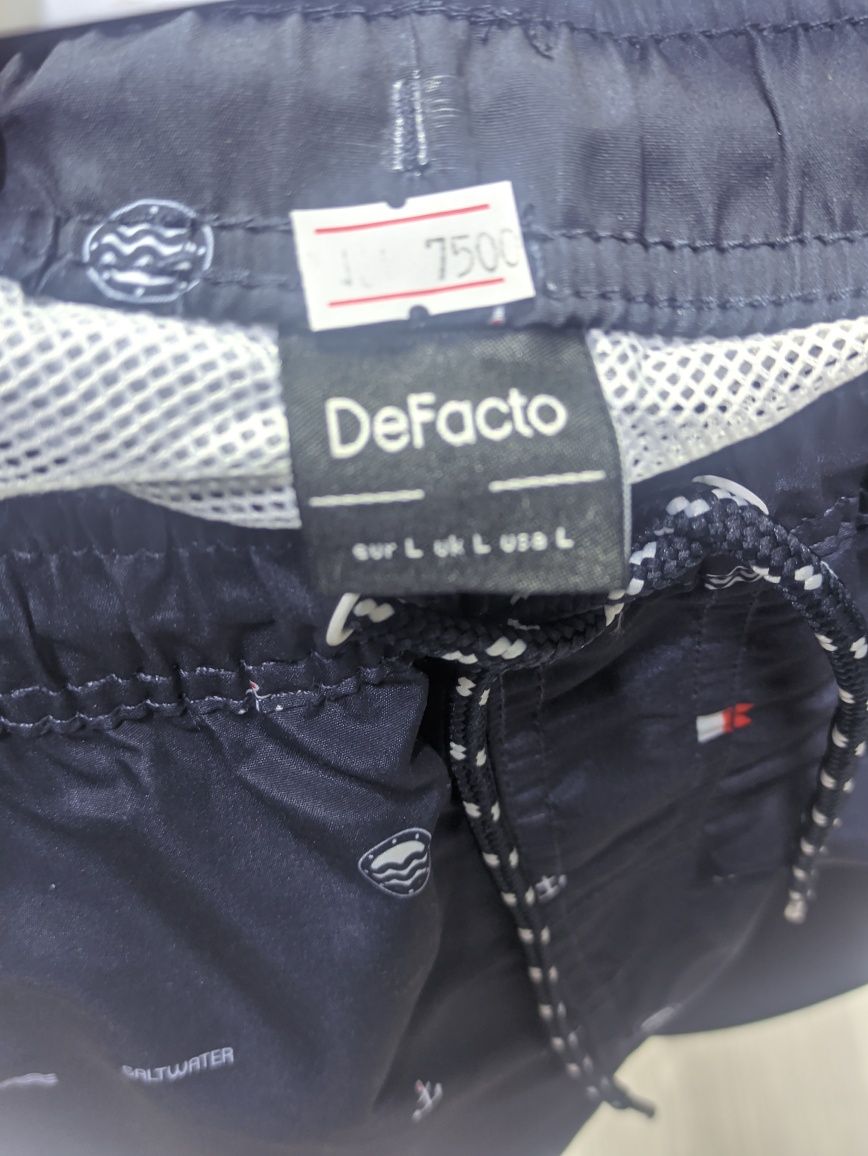 7500
DeFacto
eur L uk L usa L
SALTWATER